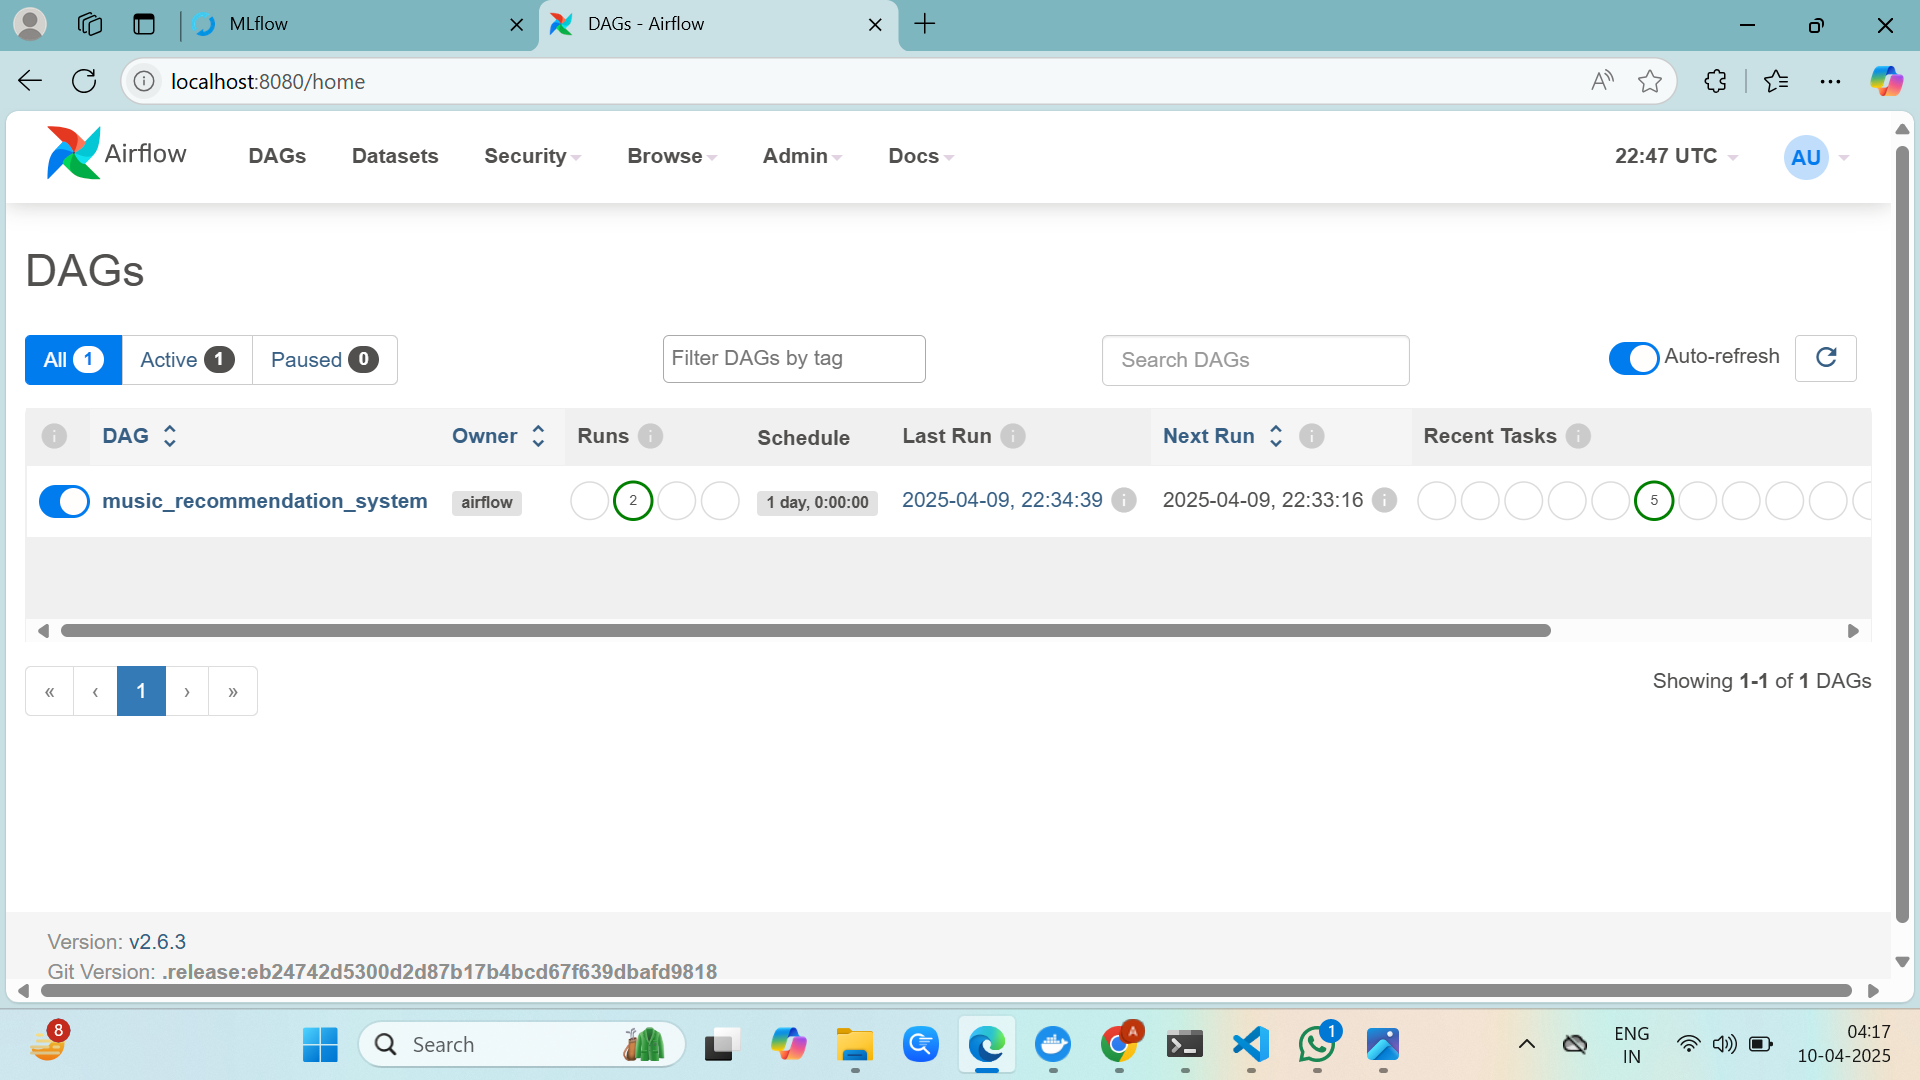 MLflow
DAGs - Airflow
localhost:8080/home
Airflow
DAGs
Datasets
Security
Browse
Admin
Docs
22:47 UTC
AU
DAGs
All 1
Active 1
Paused 0
Filter DAGs by tag
Search DAGs
Auto-refresh
DAG
Owner
Runs
Schedule
Last Run
Next Run
Recent Tasks
music_recommendation_system
airflow
2
1 day, 0:00:00
2025-04-09, 22:34:39
2025-04-09, 22:33:16
5
« ‹ 1 › »
Showing 1-1 of 1 DAGs
Version: v2.6.3
Git Version: .release:eb24742d5300d2d87b17b4bcd67f639dbafd9818
8
Search
A
1
ENG
IN
04:17
10-04-2025